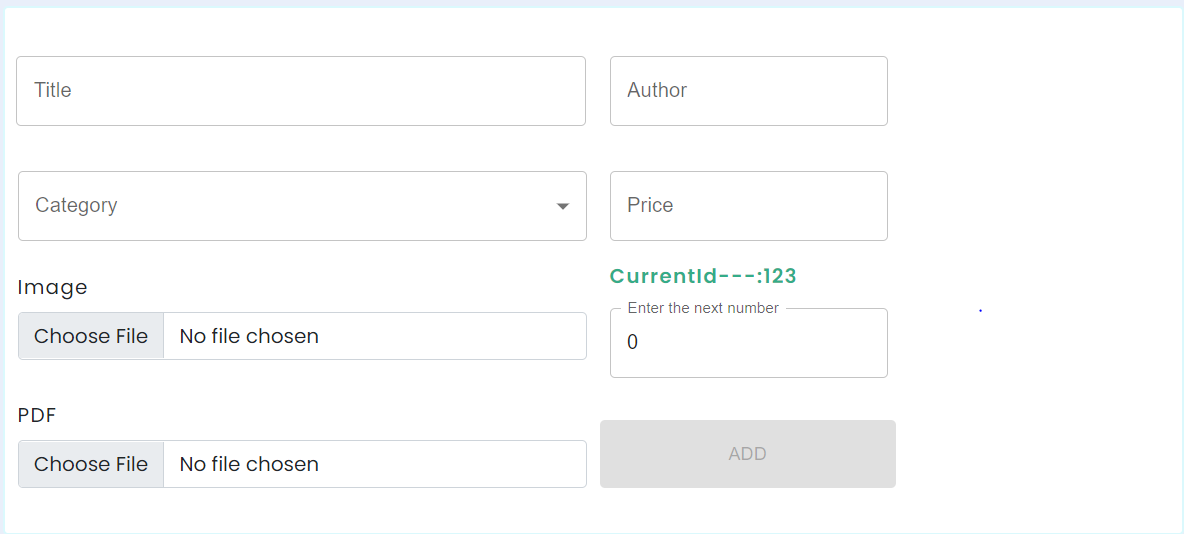 Title
Author
Category
Price
Image
Choose File No file chosen
CurrentId---:123
Enter the next number
0
PDF
Choose File No file chosen
ADD